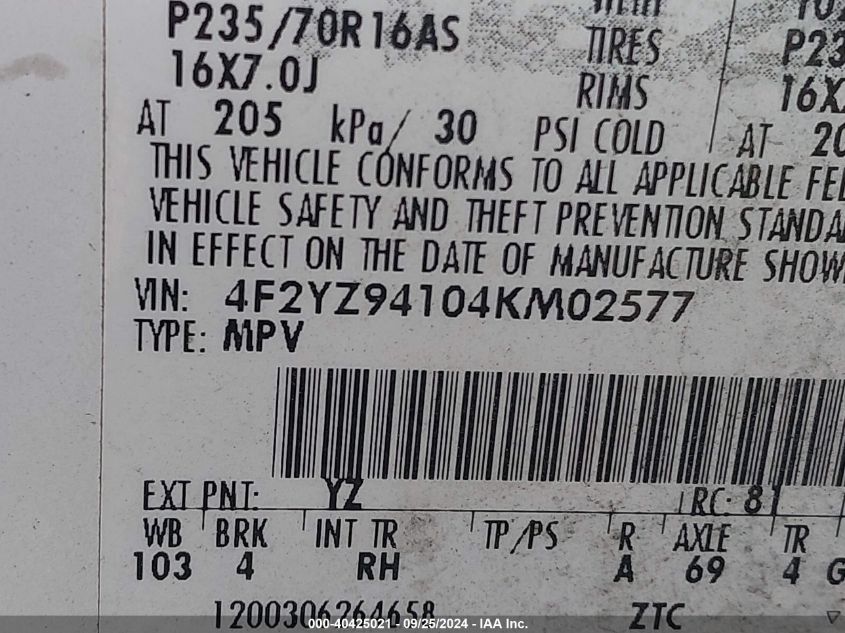 P235/70R16AS TIRES P23
16X7.0J RIMS 16X
AT 205 kPa/ 30 PSI COLD AT 20
THIS VEHICLE CONFORMS TO ALL APPLICABLE FE
VEHICLE SAFETY AND THEFT PREVENTION STANDA
IN EFFECT ON THE DATE OF MANUFACTURE SHOW
VIN: 4F2YZ94104KM02577
TYPE: MPV
EXT PNT: YZ RC: 81
WB BRK INT TR TP/PS R AXLE TR
103 4 RH A 69 4 G
1200306264658 ZTC
000-40425021 - 09/25/2024 - IAA Inc.